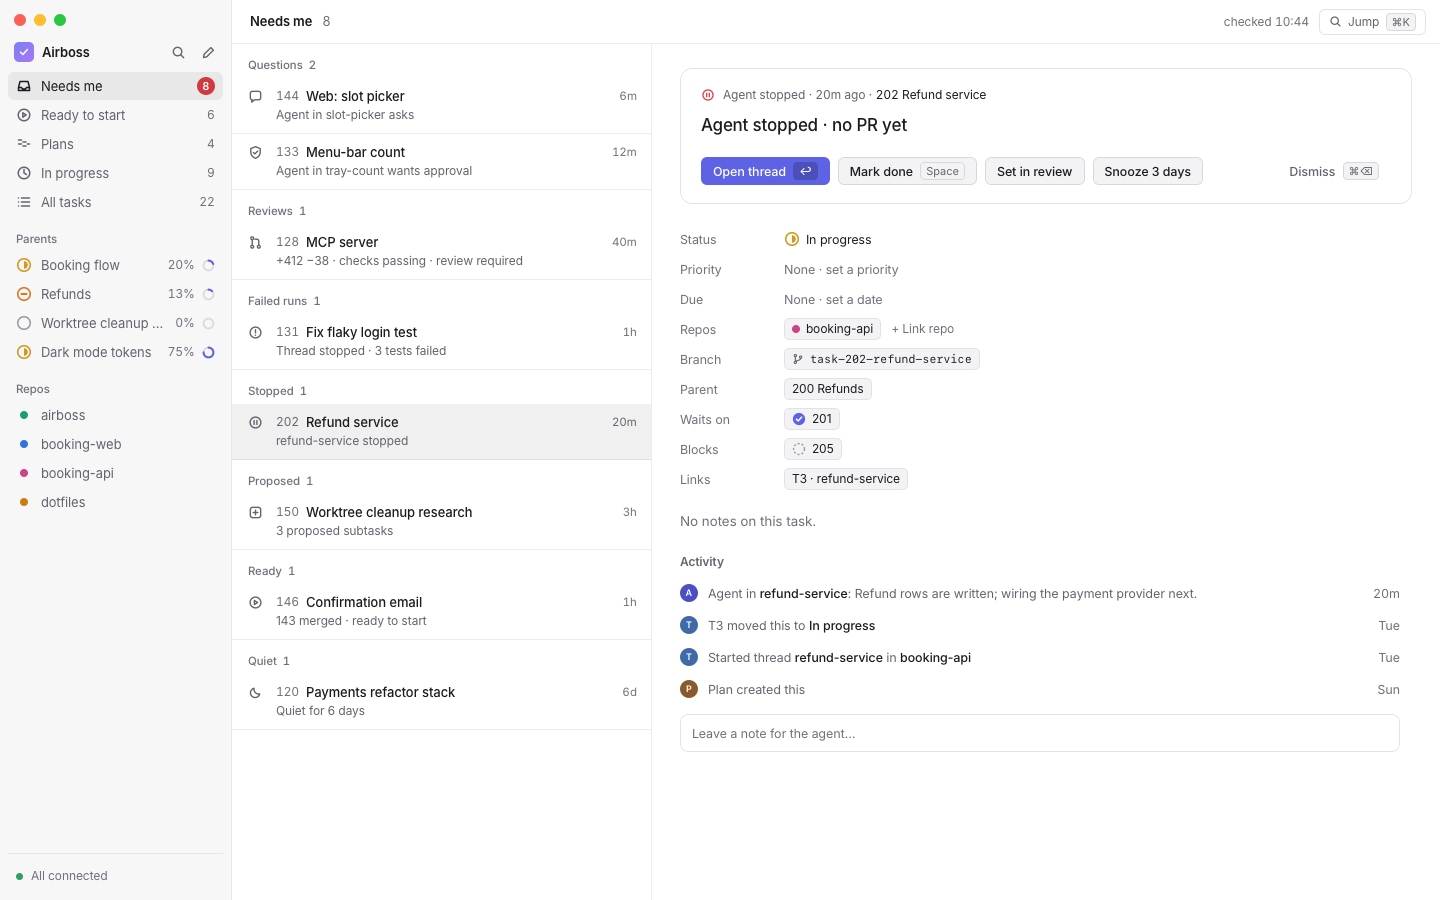 Airboss
Needs me 8
Ready to start 6
Plans 4
In progress 9
All tasks 22
Parents
Booking flow 20%
Refunds 13%
Worktree cleanup ... 0%
Dark mode tokens 75%
Repos
airboss
booking-web
booking-api
dotfiles
All connected
Needs me 8
checked 10:44 Jump ⌘K
Questions 2
144 Web: slot picker 6m
Agent in slot-picker asks
133 Menu-bar count 12m
Agent in tray-count wants approval
Reviews 1
128 MCP server 40m
+412 −38 · checks passing · review required
Failed runs 1
131 Fix flaky login test 1h
Thread stopped · 3 tests failed
Stopped 1
202 Refund service 20m
refund-service stopped
Proposed 1
150 Worktree cleanup research 3h
3 proposed subtasks
Ready 1
146 Confirmation email 1h
143 merged · ready to start
Quiet 1
120 Payments refactor stack 6d
Quiet for 6 days
Agent stopped · 20m ago · 202 Refund service
Agent stopped · no PR yet
Open thread ↩ Mark done Space Set in review Snooze 3 days Dismiss ⌘⌫
Status In progress
Priority None · set a priority
Due None · set a date
Repos booking-api + Link repo
Branch task-202-refund-service
Parent 200 Refunds
Waits on 201
Blocks 205
Links T3 · refund-service
No notes on this task.
Activity
A Agent in refund-service: Refund rows are written; wiring the payment provider next. 20m
T T3 moved this to In progress Tue
T Started thread refund-service in booking-api Tue
P Plan created this Sun
Leave a note for the agent...